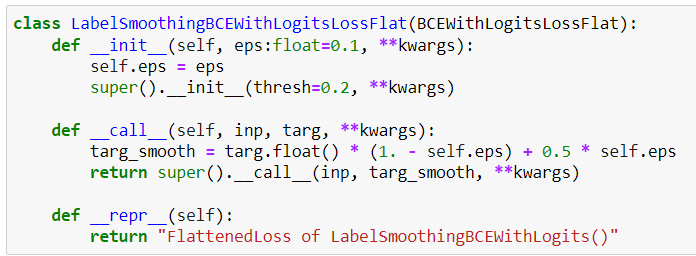 class LabelSmoothingBCEWithLogitsLossFlat(BCEWithLogitsLossFlat):
    def __init__(self, eps:float=0.1, **kwargs):
        self.eps = eps
        super().__init__(thresh=0.2, **kwargs)

    def __call__(self, inp, targ, **kwargs):
        targ_smooth = targ.float() * (1. - self.eps) + 0.5 * self.eps
        return super().__call__(inp, targ_smooth, **kwargs)

    def __repr__(self):
        return "FlattenedLoss of LabelSmoothingBCEWithLogits()"